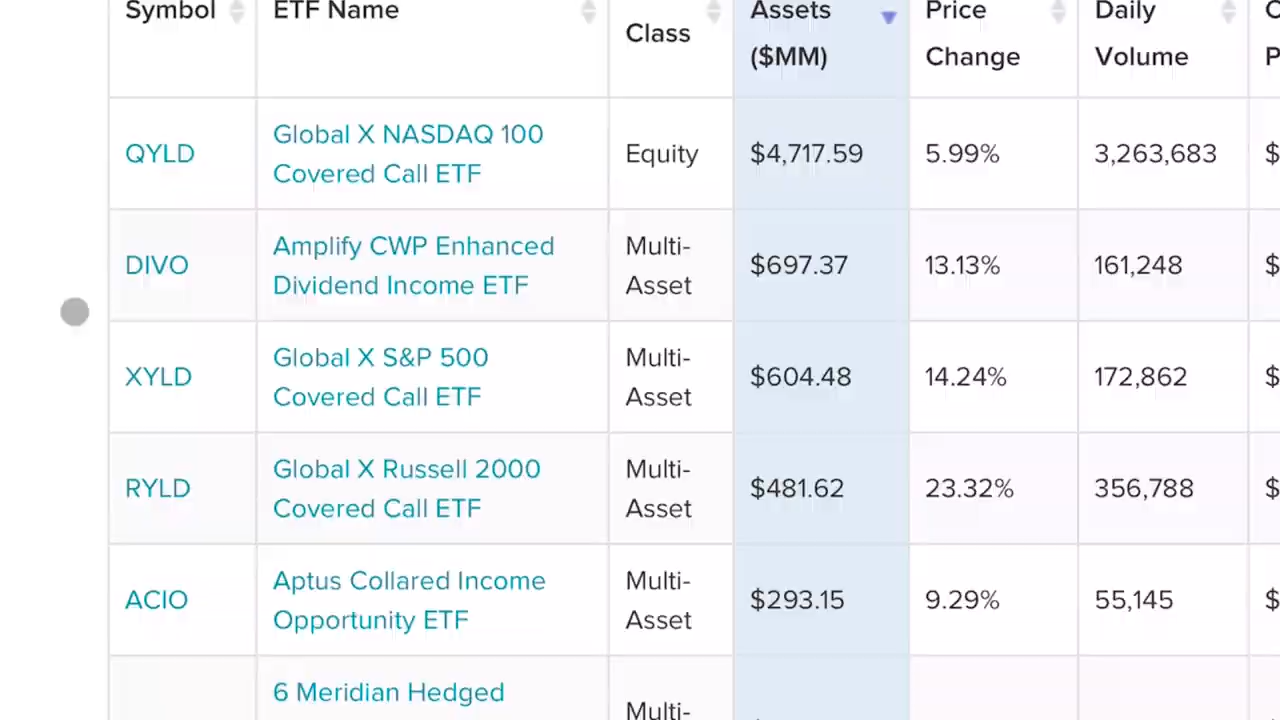 Symbol
ETF Name
Class
Assets
($MM)
Price
Change
Daily
Volume
QYLD
Global X NASDAQ 100
Covered Call ETF
Equity
$4,717.59
5.99%
3,263,683
$
DIVO
Amplify CWP Enhanced
Dividend Income ETF
Multi-
Asset
$697.37
13.13%
161,248
$
XYLD
Global X S&P 500
Covered Call ETF
Multi-
Asset
$604.48
14.24%
172,862
$
RYLD
Global X Russell 2000
Covered Call ETF
Multi-
Asset
$481.62
23.32%
356,788
$
ACIO
Aptus Collared Income
Opportunity ETF
Multi-
Asset
$293.15
9.29%
55,145
$
6 Meridian Hedged
Multi-